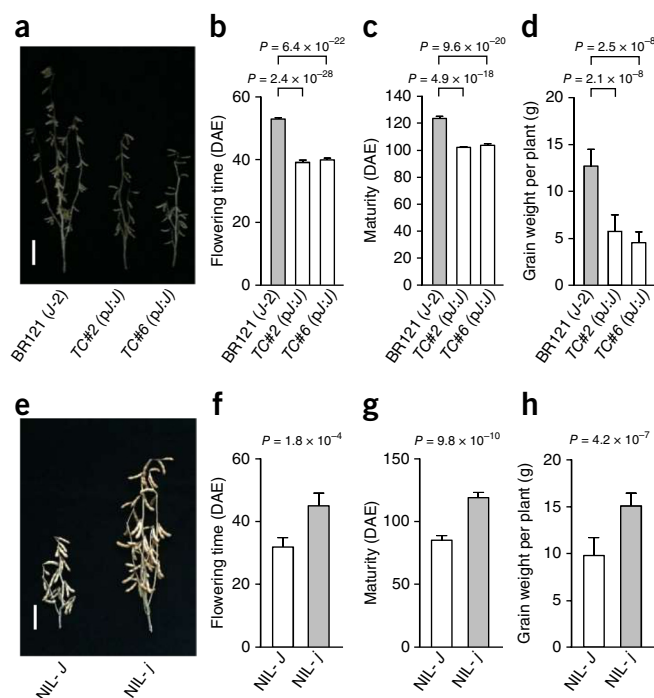 a
BR121 (J-2)
TC#2 (pJ:J)
TC#6 (pJ:J)
b
P = 6.4 × 10⁻²²
P = 2.4 × 10⁻²⁸
Flowering time (DAE)
60
40
20
0
BR121 (J-2)
TC#2 (pJ:J)
TC#6 (pJ:J)
c
P = 9.6 × 10⁻²⁰
P = 4.9 × 10⁻¹⁸
Maturity (DAE)
140
120
100
80
60
40
20
0
BR121 (J-2)
TC#2 (pJ:J)
TC#6 (pJ:J)
d
P = 2.5 × 10⁻⁸
P = 2.1 × 10⁻⁸
Grain weight per plant (g)
20
15
10
5
0
BR121 (J-2)
TC#2 (pJ:J)
TC#6 (pJ:J)
e
NIL- J
NIL- j
f
P = 1.8 × 10⁻⁴
Flowering time (DAE)
60
40
20
0
NIL- J
NIL- j
g
P = 9.8 × 10⁻¹⁰
Maturity (DAE)
150
100
50
0
NIL- J
NIL- j
h
P = 4.2 × 10⁻⁷
Grain weight per plant (g)
20
15
10
5
0
NIL- J
NIL- j